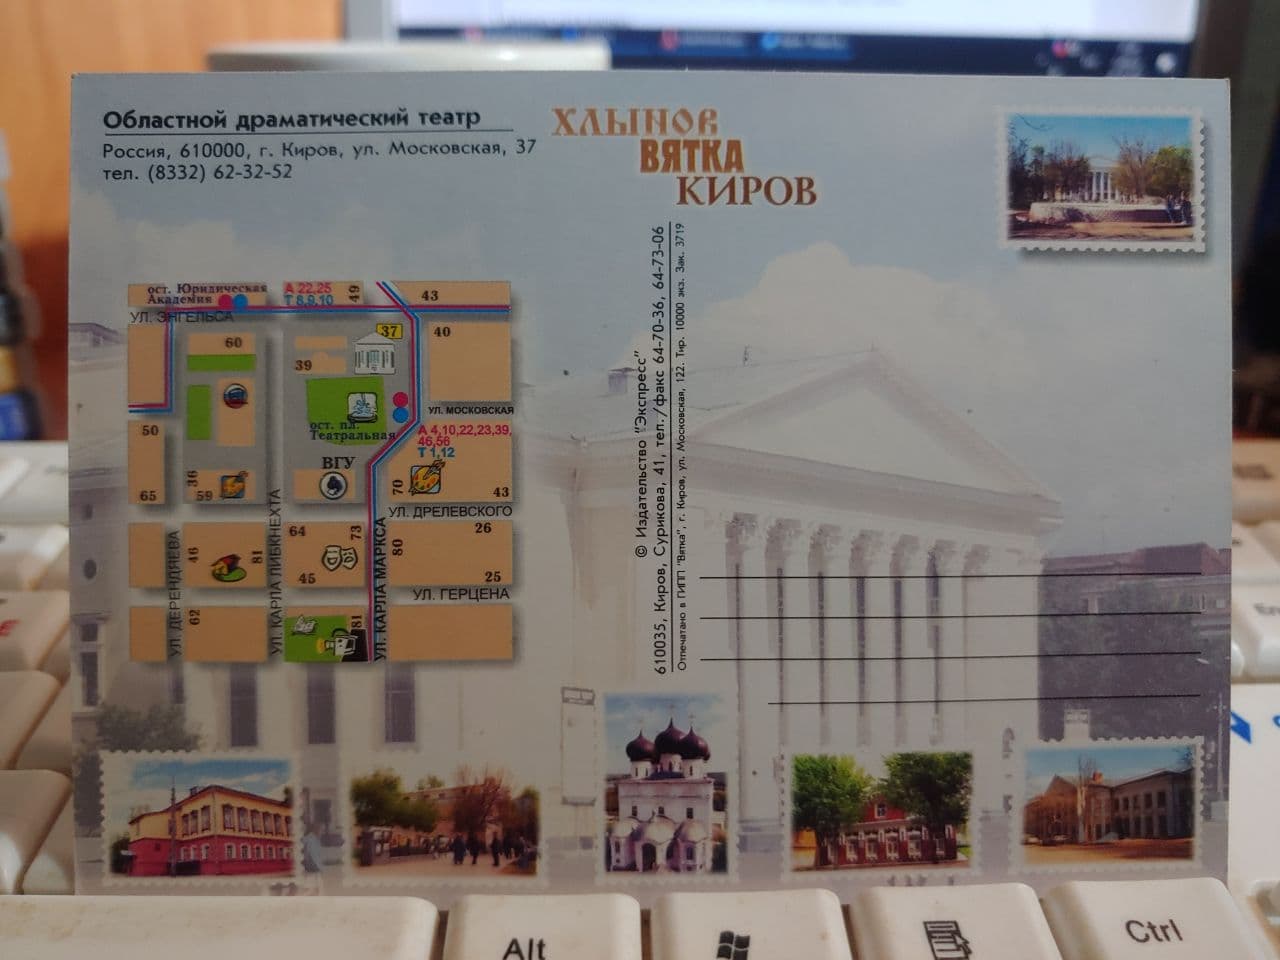 Областной драматический театр
Россия, 610000, г. Киров, ул. Московская, 37
тел. (8332) 62-32-52
ХЛЫНОВ
ВЯТКА
КИРОВ
ост. Юридическая
Академия
А 22,25
Т 8,9,10
49
43
УЛ. ЭНГЕЛЬСА
60
37
40
39
УЛ. МОСКОВСКАЯ
ост. пл.
Театральная
А 4,10,22,23,39,
46,56
Т 1,12
50
ВГУ
65
36
59
70
43
УЛ. ДРЕЛЕВСКОГО
46
81
64
73
45
80
26
25
УЛ. ГЕРЦЕНА
62
81
УЛ. ДЕРЕНДЯЕВА
УЛ. КАРЛА ЛИБКНЕХТА
УЛ. КАРЛА МАРКСА
© Издательство "Экспресс"
610035, Киров, Сурикова, 41, тел./факс 64-70-36, 64-73-06
Отпечатано в ГИПП "Вятка", г. Киров, ул. Московская, 122. Тир. 10000 экз. Зак. 3719
Alt
Ctrl